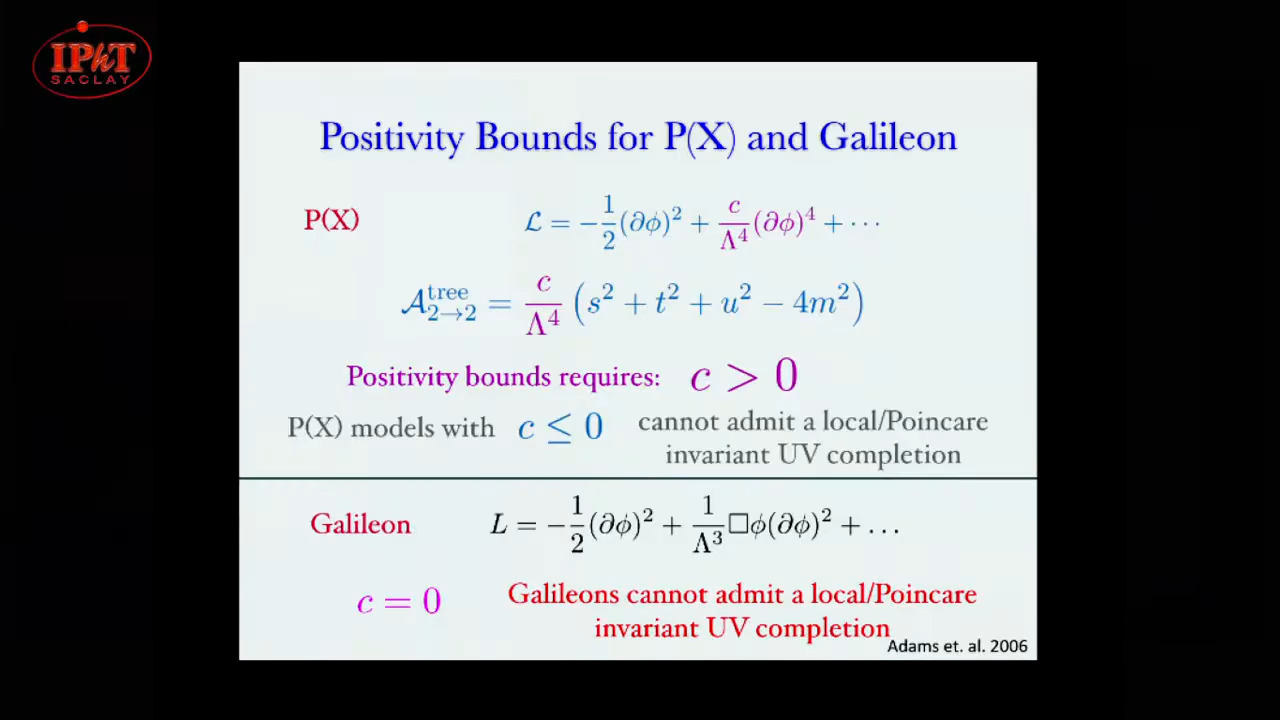 IPhT
SACLAY
Positivity Bounds for P(X) and Galileon
P(X) ℒ = −1/2(∂ϕ)² + c/Λ⁴(∂ϕ)⁴ + ⋯
𝒜^tree_2→2 = c/Λ⁴ (s² + t² + u² − 4m²)
Positivity bounds requires: c > 0
P(X) models with c ≤ 0 cannot admit a local/Poincare
invariant UV completion
Galileon L = −1/2(∂ϕ)² + 1/Λ³□ϕ(∂ϕ)² + …
c = 0 Galileons cannot admit a local/Poincare
invariant UV completion
Adams et. al. 2006